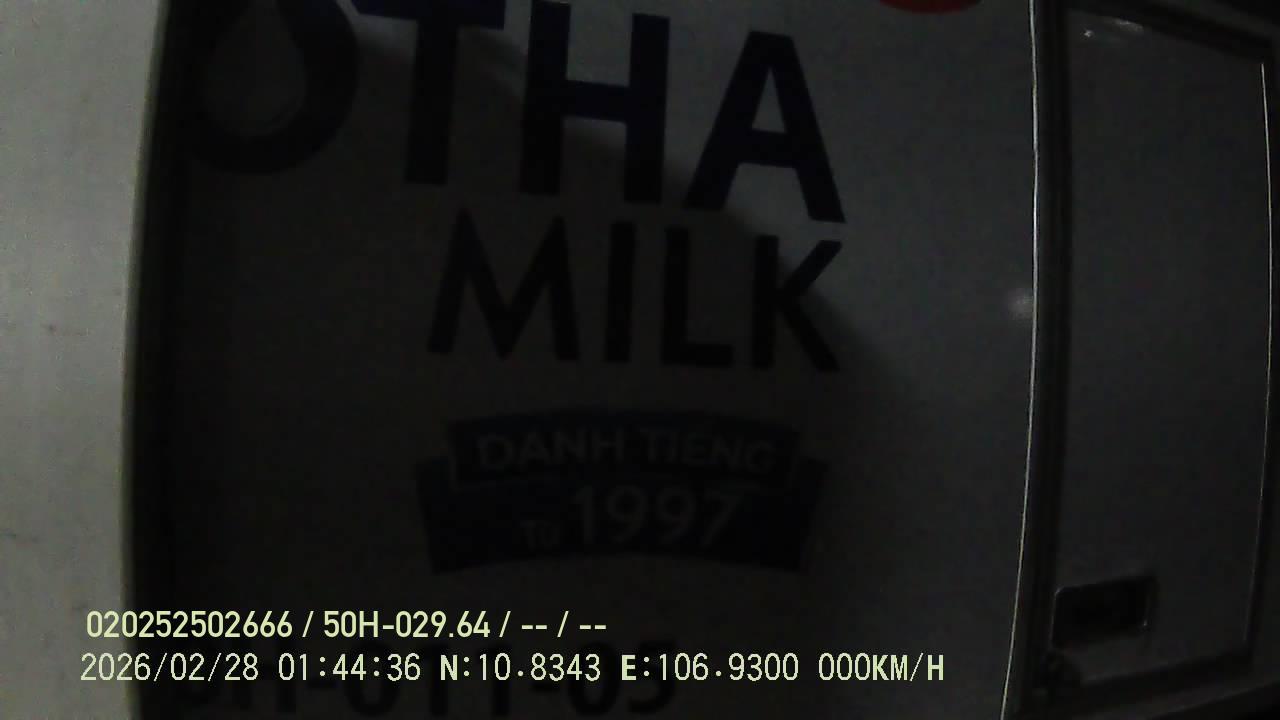 OTHA
MILK
DANH TIẾNG
TỪ 1997
020252502666 / 50H-029.64 / -- / --
2026/02/28 01:44:36 N:10.8343 E:106.9300 000KM/H